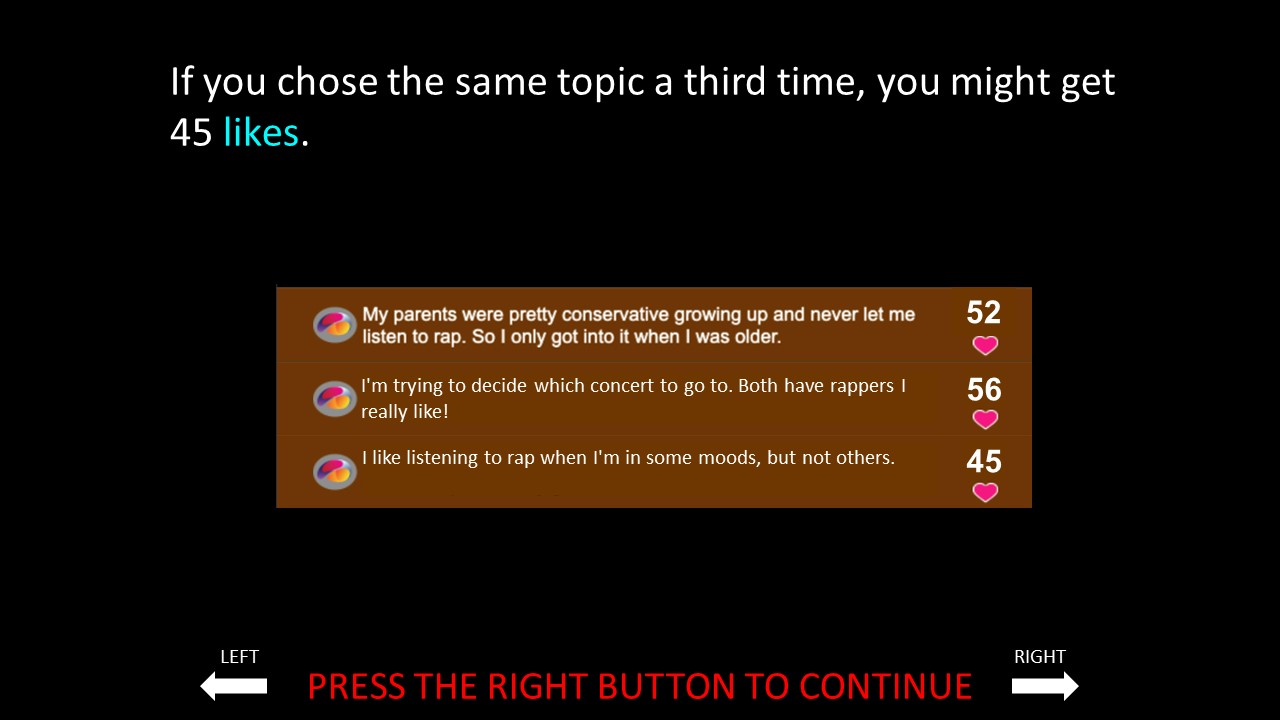 If you chose the same topic a third time, you might get
45 likes.
My parents were pretty conservative growing up and never let me
listen to rap. So I only got into it when I was older.
52
I'm trying to decide which concert to go to. Both have rappers I
really like!
56
I like listening to rap when I'm in some moods, but not others.
45
LEFT
RIGHT
PRESS THE RIGHT BUTTON TO CONTINUE